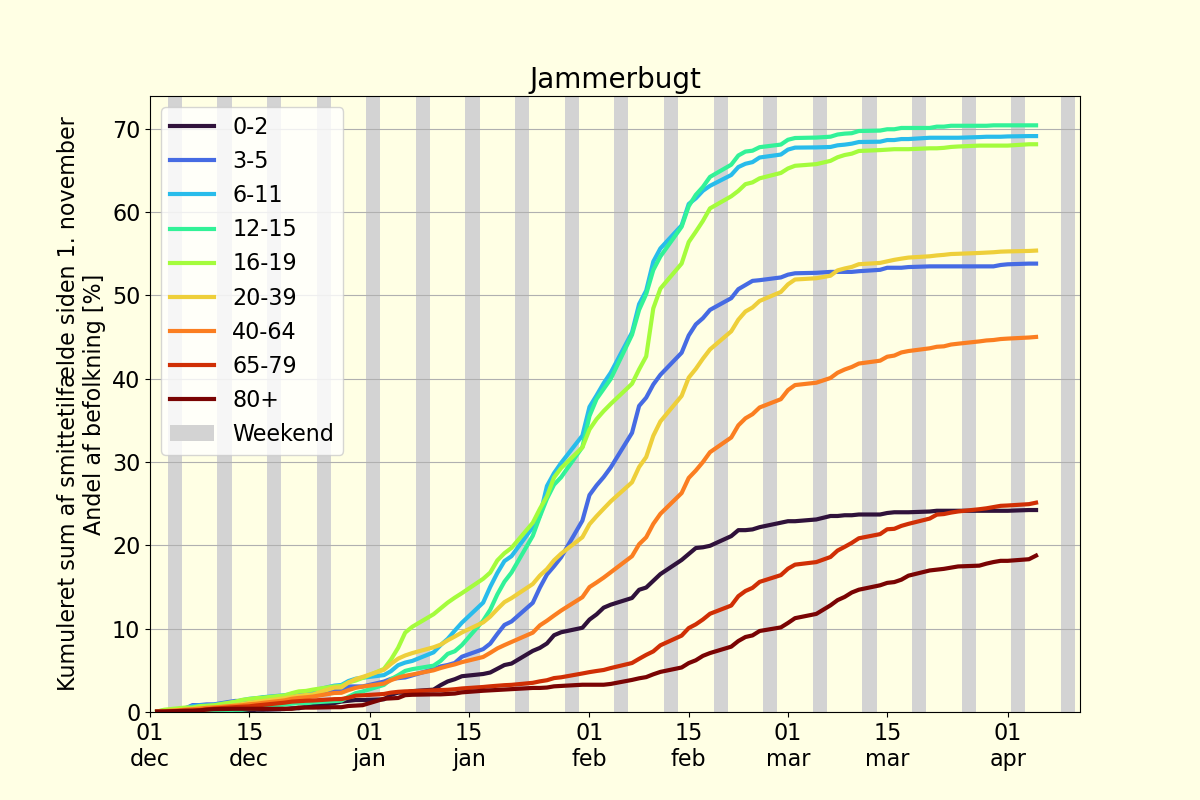 Jammerbugt
Kumuleret sum af smittetilfælde siden 1. november
Andel af befolkning [%]
70
60
50
40
30
20
10
0
0-2
3-5
6-11
12-15
16-19
20-39
40-64
65-79
80+
Weekend
01 15 01 15 01 15 01 15 01
dec dec jan jan feb feb mar mar apr